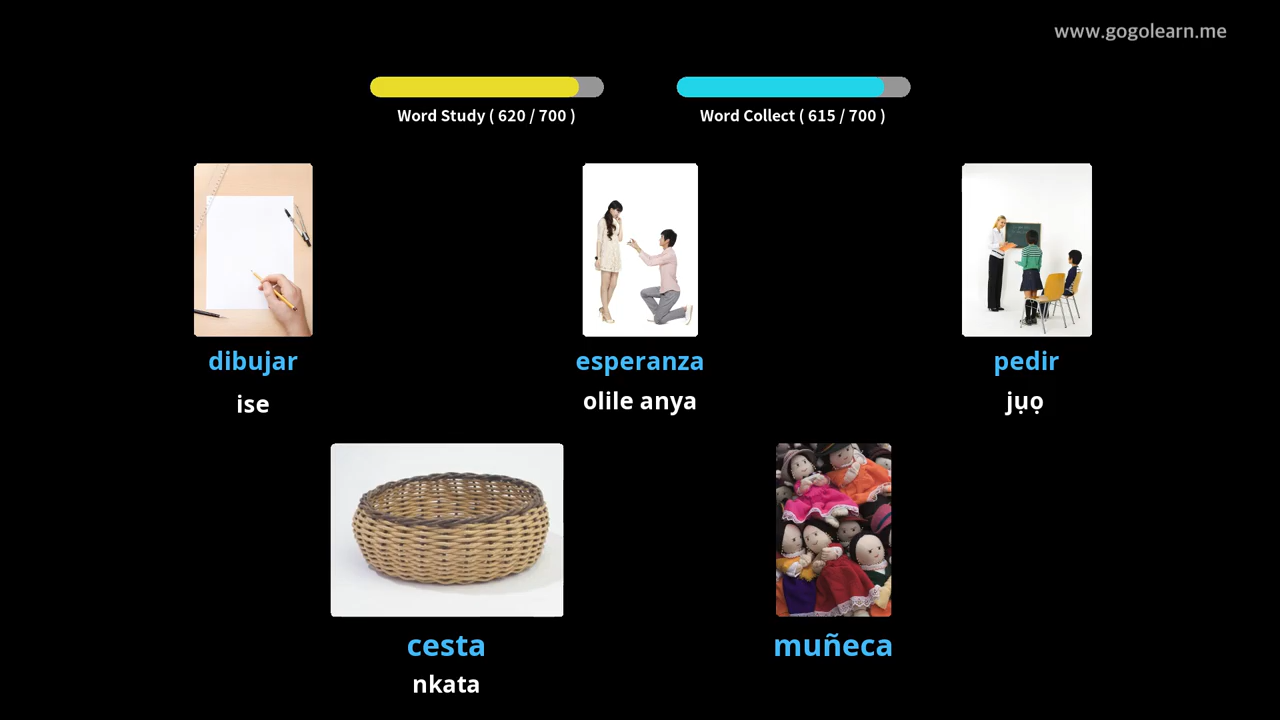 www.gogolearn.me
Word Study ( 620 / 700 )
Word Collect ( 615 / 700 )
dibujar
esperanza
pedir
ise
olile anya
jụọ
cesta
muñeca
nkata